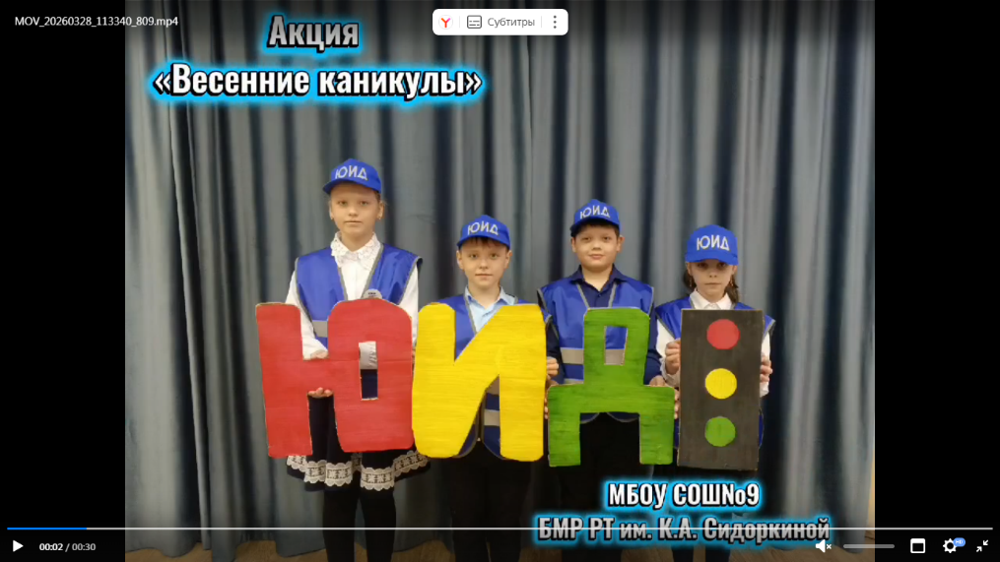 MOV_20260328_113340_809.mp4
Субтитры
Акция
«Весенние каникулы»
ЮИД
ЮИД
ЮИД
ЮИД
ЮИД
МБОУ СОШ№9
БМР РТ им. К.А. Сидоркиной
00:02 / 00:30
HD